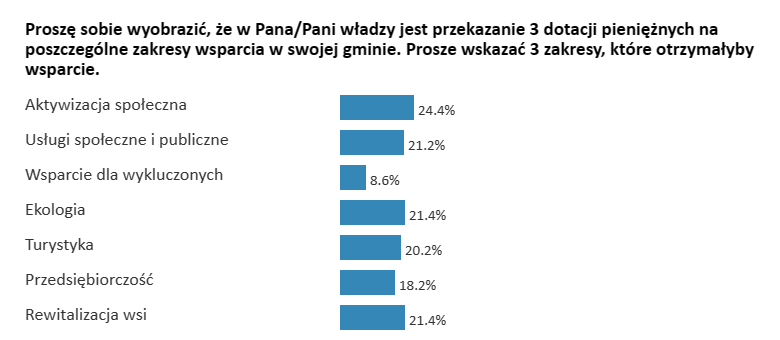 Proszę sobie wyobrazić, że w Pana/Pani władzy jest przekazanie 3 dotacji pieniężnych na
poszczególne zakresy wsparcia w swojej gminie. Prosze wskazać 3 zakresy, które otrzymałyby
wsparcie.
Aktywizacja społeczna 24.4%
Usługi społeczne i publiczne 21.2%
Wsparcie dla wykluczonych 8.6%
Ekologia 21.4%
Turystyka 20.2%
Przedsiębiorczość 18.2%
Rewitalizacja wsi 21.4%